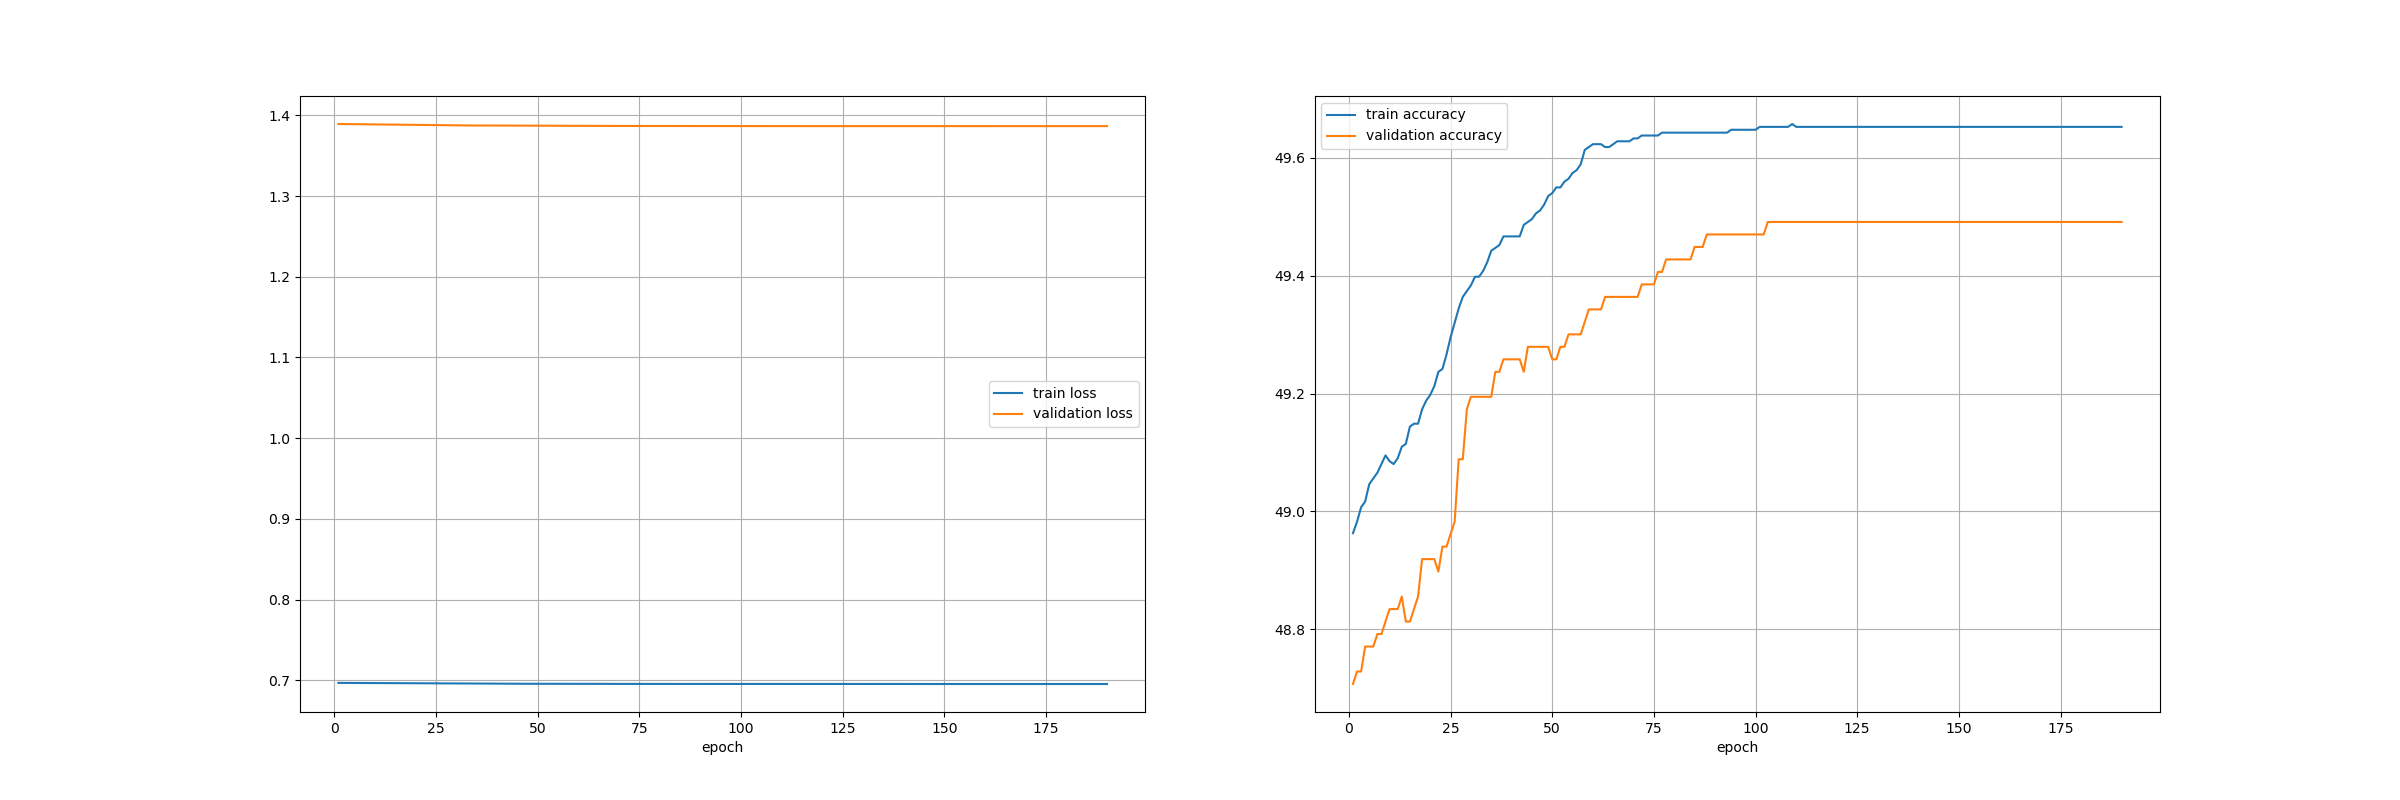 1.4
1.3
1.2
1.1
1.0
0.9
0.8
0.7
0 25 50 75 100 125 150 175
epoch
train loss
validation loss
49.6
49.4
49.2
49.0
48.8
0 25 50 75 100 125 150 175
epoch
train accuracy
validation accuracy